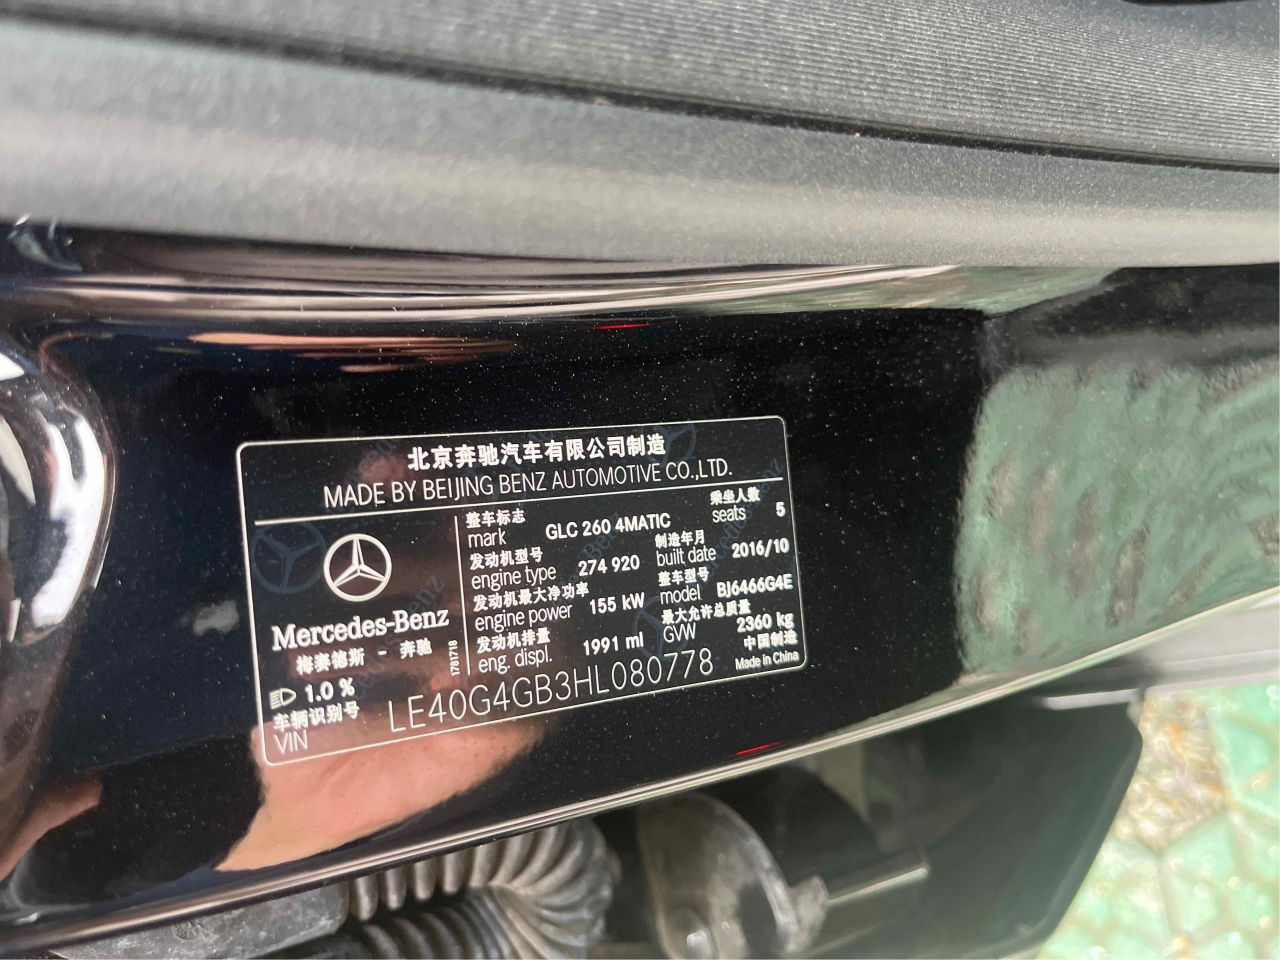 北京奔驰汽车有限公司制造
MADE BY BEIJING BENZ AUTOMOTIVE CO.,LTD.
Mercedes-Benz
梅赛德斯 - 奔驰
1781716
整车标志
mark GLC 260 4MATIC
乘坐人数
seats 5
发动机型号
engine type 274 920
制造年月
built date 2016/10
发动机最大净功率
engine power 155 kW
整车型号
model BJ6466G4E
发动机排量
eng. displ. 1991 ml
最大允许总质量
GVW 2360 kg
中国制造
Made in China
1.0 %
车辆识别号
VIN LE40G4GB3HL080778